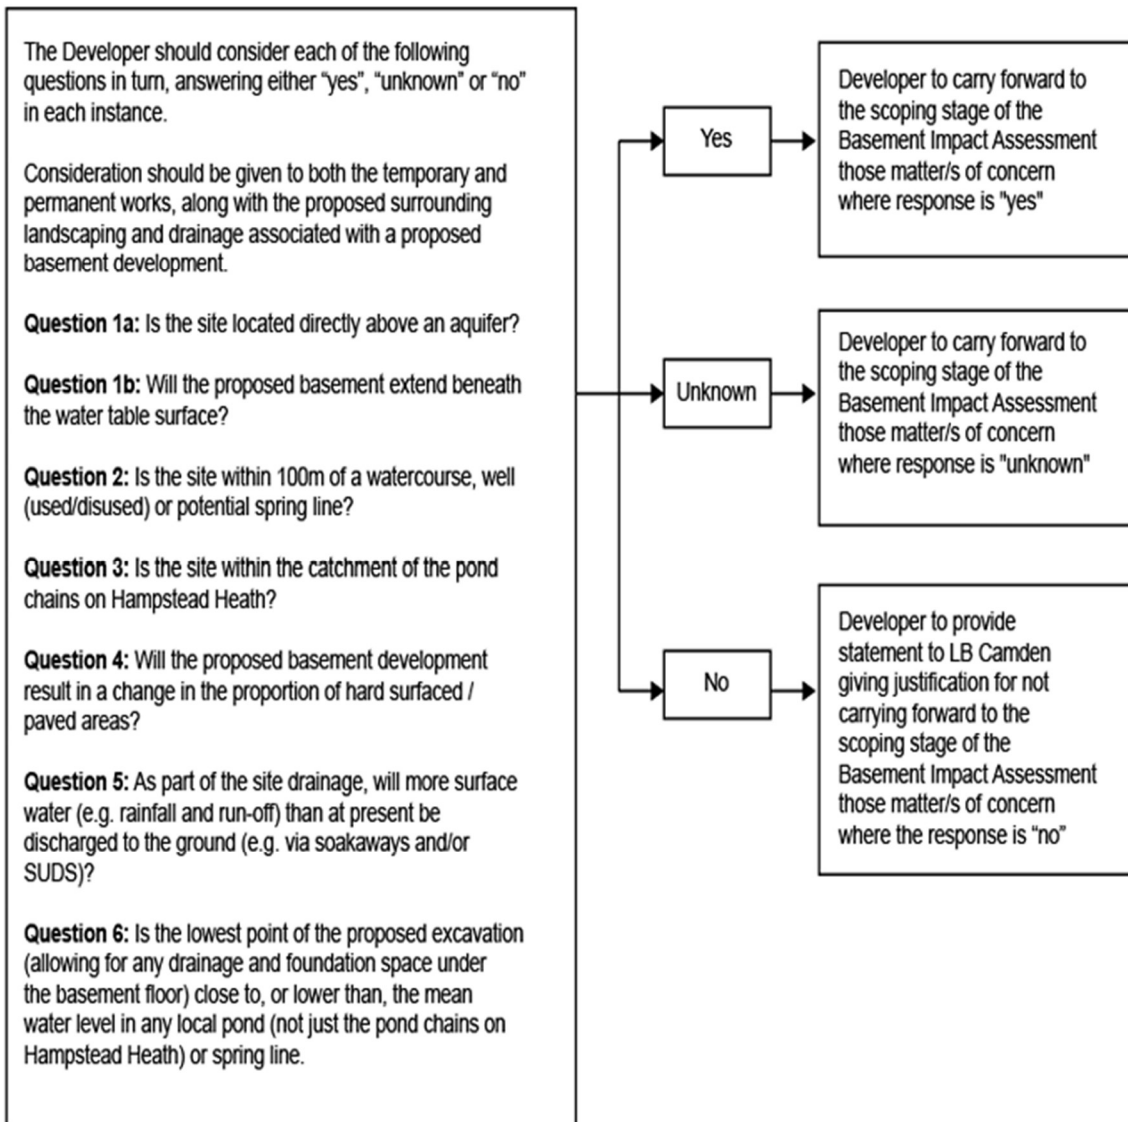 The Developer should consider each of the following
questions in turn, answering either “yes”, “unknown” or “no”
in each instance.
Consideration should be given to both the temporary and
permanent works, along with the proposed surrounding
landscaping and drainage associated with a proposed
basement development.
Question 1a: Is the site located directly above an aquifer?
Question 1b: Will the proposed basement extend beneath
the water table surface?
Question 2: Is the site within 100m of a watercourse, well
(used/disused) or potential spring line?
Question 3: Is the site within the catchment of the pond
chains on Hampstead Heath?
Question 4: Will the proposed basement development
result in a change in the proportion of hard surfaced /
paved areas?
Question 5: As part of the site drainage, will more surface
water (e.g. rainfall and run-off) than at present be
discharged to the ground (e.g. via soakaways and/or
SUDS)?
Question 6: Is the lowest point of the proposed excavation
(allowing for any drainage and foundation space under
the basement floor) close to, or lower than, the mean
water level in any local pond (not just the pond chains on
Hampstead Heath) or spring line.
Yes
Developer to carry forward to
the scoping stage of the
Basement Impact Assessment
those matter/s of concern
where response is "yes"
Unknown
Developer to carry forward to
the scoping stage of the
Basement Impact Assessment
those matter/s of concern
where response is "unknown"
No
Developer to provide
statement to LB Camden
giving justification for not
carrying forward to the
scoping stage of the
Basement Impact Assessment
those matter/s of concern
where the response is “no”